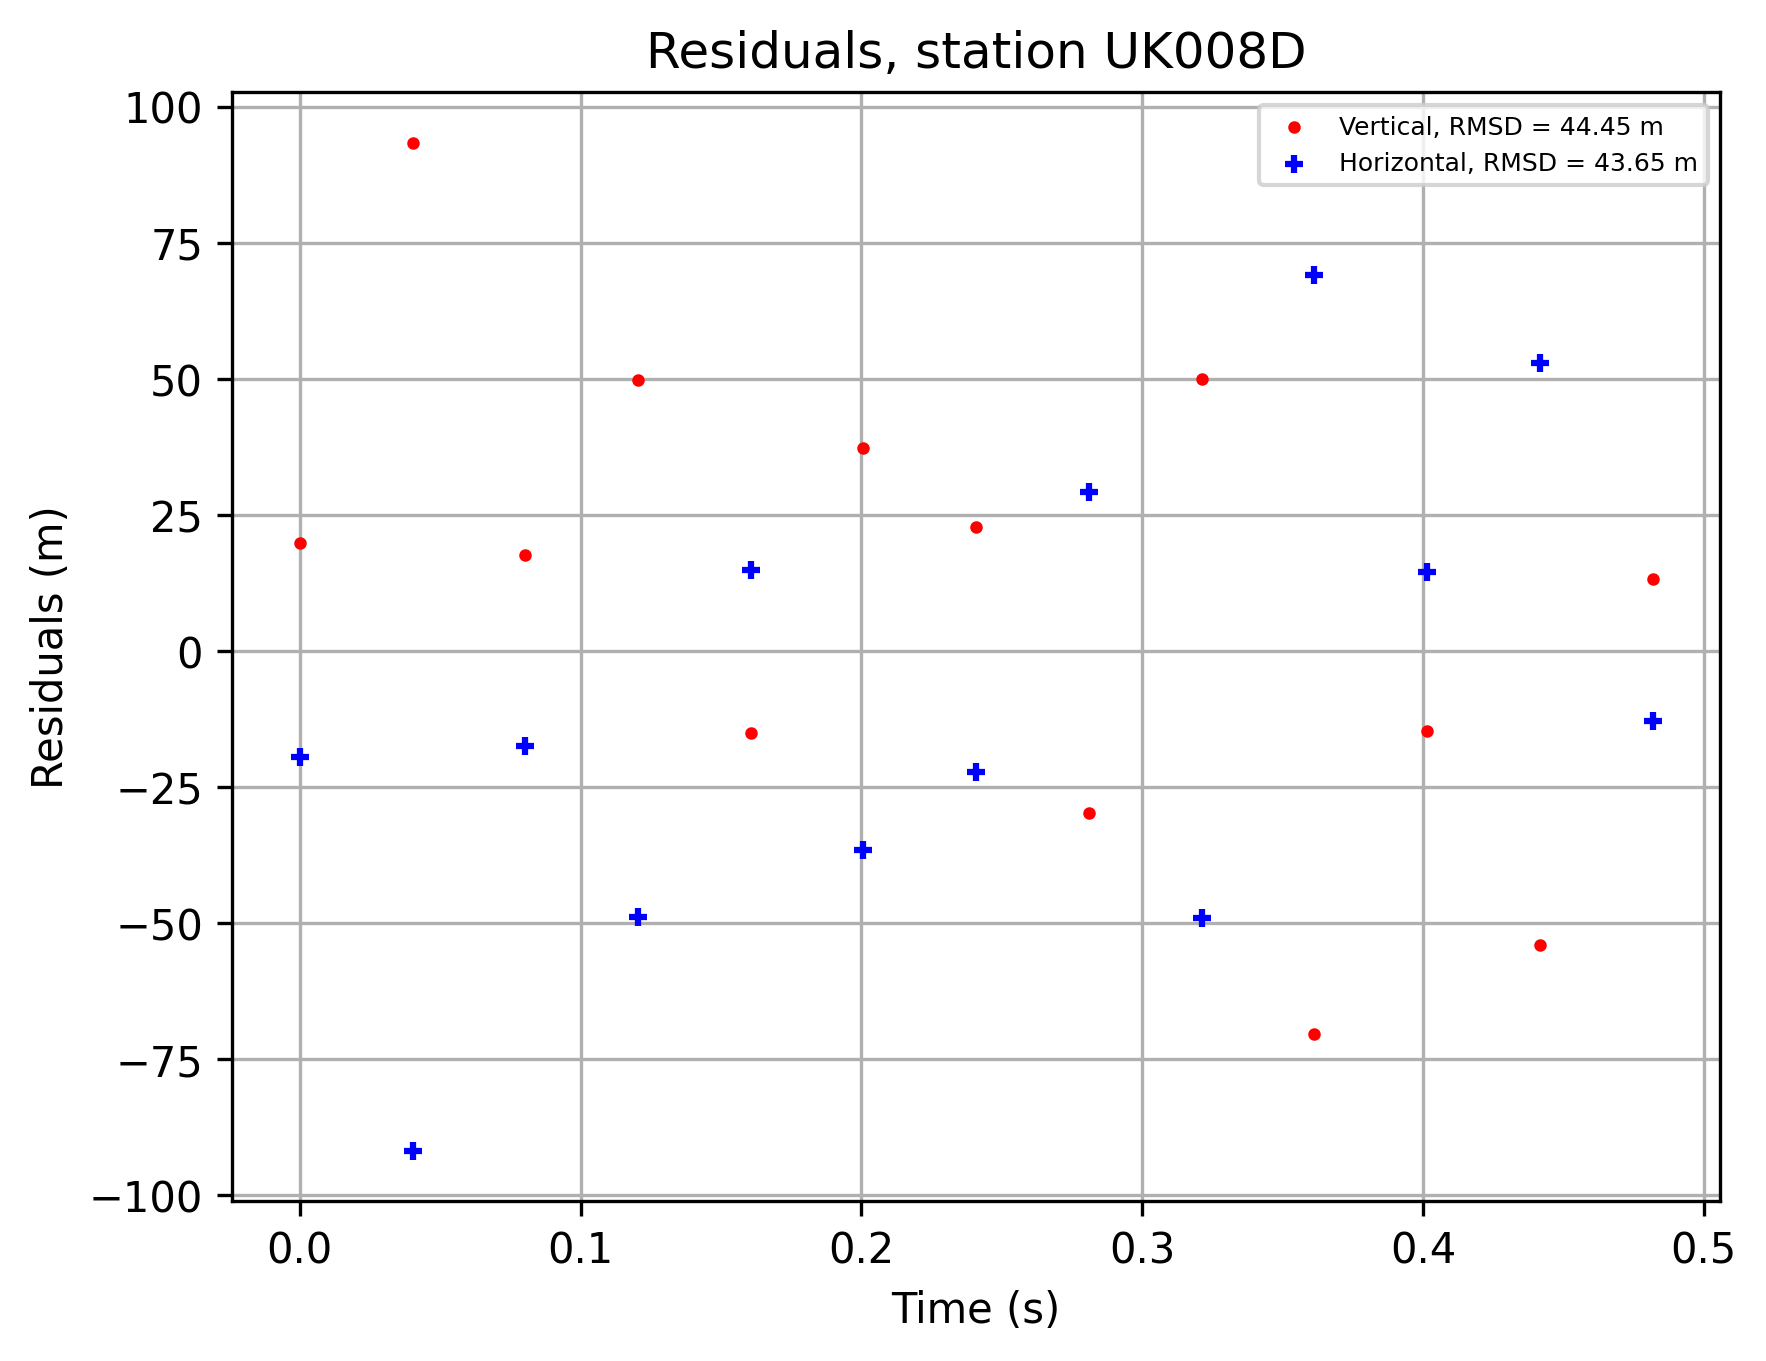 Residuals, station UK008D
Vertical, RMSD = 44.45 m
Horizontal, RMSD = 43.65 m
100
75
50
25
0
−25
−50
−75
−100
Residuals (m)
0.0 0.1 0.2 0.3 0.4 0.5
Time (s)